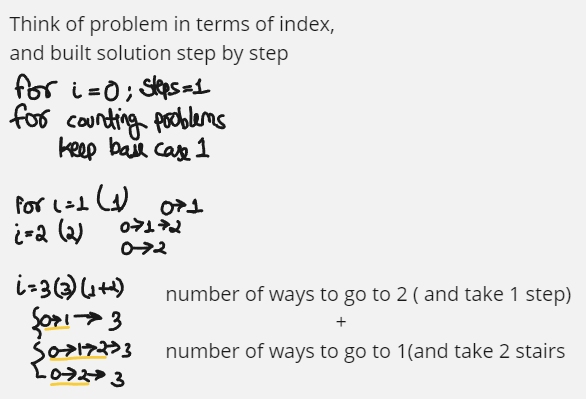 Think of problem in terms of index,
and built solution step by step
for i=0; steps=1
for counting problems
keep base case 1
For i=1 (1) 0→1
i=2 (2) 0→1→2
0→2
i=3(3)(1+2)
0→1→3
0→1→2→3
0→2→3
number of ways to go to 2 ( and take 1 step)
+
number of ways to go to 1(and take 2 stairs